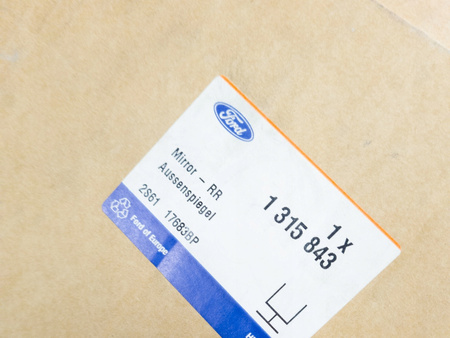 Ford
Mirror - RR
Aussenspiegel
2S61 17683BP
1 x
1 315 843
Ford of Europe